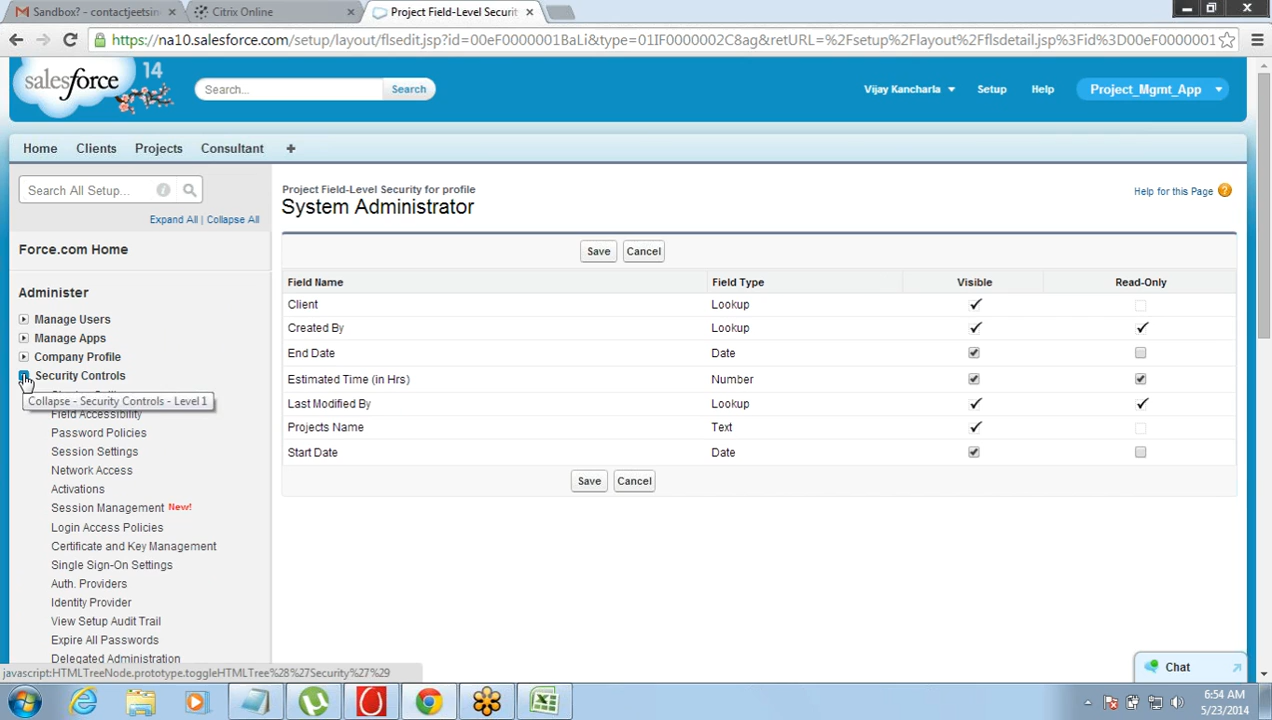 Sandbox? - contactjeetsin
Citrix Online
Project Field-Level Securit
https://na10.salesforce.com/setup/layout/flsedit.jsp?id=00eF0000001BaLi&type=01IF0000002C8ag&retURL=%2Fsetup%2Flayout%2Fflsdetail.jsp%3Fid%3D00eF0000001
salesforce
14
Search...
Search
Vijay Kancharla
Setup
Help
Project_Mgmt_App
Home
Clients
Projects
Consultant
+
Search All Setup...
Expand All | Collapse All
Force.com Home
Administer
Manage Users
Manage Apps
Company Profile
Security Controls
Collapse - Security Controls - Level 1
Field Accessibility
Password Policies
Session Settings
Network Access
Activations
Session Management New!
Login Access Policies
Certificate and Key Management
Single Sign-On Settings
Auth. Providers
Identity Provider
View Setup Audit Trail
Expire All Passwords
Delegated Administration
Project Field-Level Security for profile
System Administrator
Help for this Page ?
Save Cancel
Field Name Field Type Visible Read-Only
Client Lookup
Created By Lookup
End Date Date
Estimated Time (in Hrs) Number
Last Modified By Lookup
Projects Name Text
Start Date Date
Save Cancel
javascript:HTMLTreeNode.prototype.toggleHTMLTree%28%27Security%27%29
Chat
6:54 AM
5/23/2014